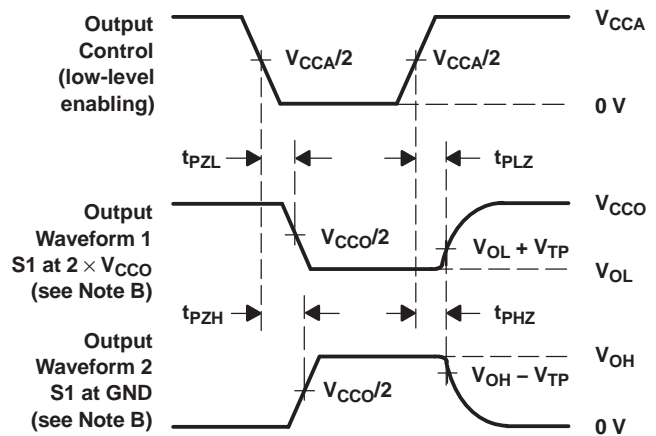 Output
Control
(low-level
enabling)
V_CCA/2
V_CCA/2
V_CCA
0 V
t_PZL
t_PLZ
Output
Waveform 1
S1 at 2 × V_CCO
(see Note B)
V_CCO/2
V_CCO
V_OL + V_TP
V_OL
t_PZH
t_PHZ
Output
Waveform 2
S1 at GND
(see Note B)
V_CCO/2
V_OH
V_OH − V_TP
0 V